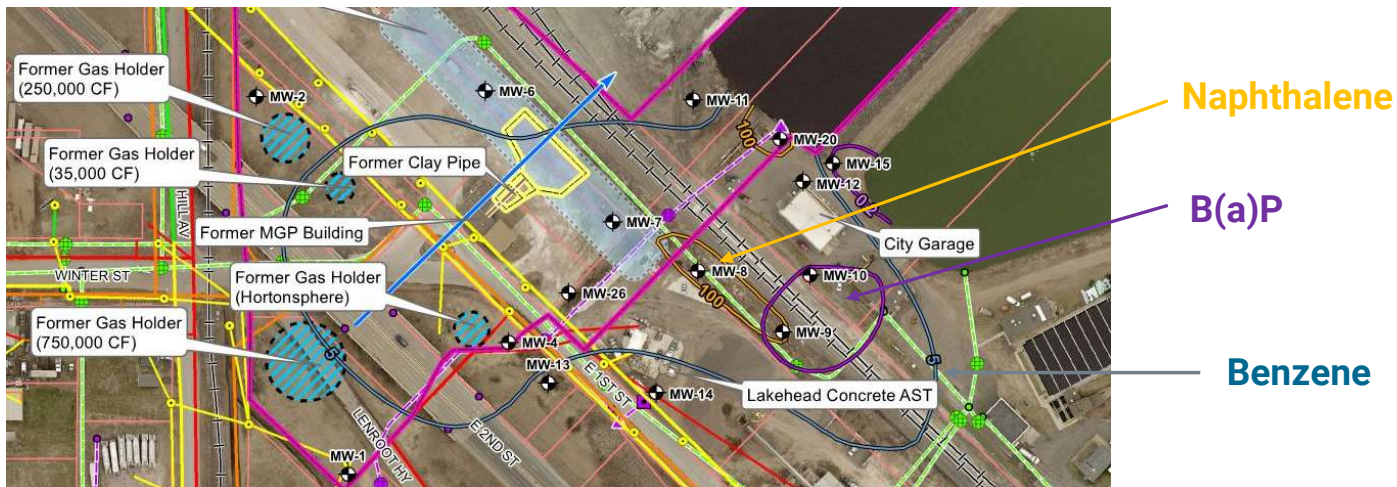 Former Gas Holder
(250,000 CF)
MW-2
MW-6
MW-11
100
MW-20
Naphthalene
Former Gas Holder
(35,000 CF)
Former Clay Pipe
MW-15
MW-12
0.2
HILL AV
Former MGP Building
MW-7
City Garage
B(a)P
WINTER ST
Former Gas Holder
(Hortonsphere)
MW-26
MW-8
100
MW-10
Former Gas Holder
(750,000 CF)
5
MW-4
MW-9
5
MW-13
E 1ST ST
MW-14
Lakehead Concrete AST
Benzene
LENROOT HY
E 2ND ST
MW-1